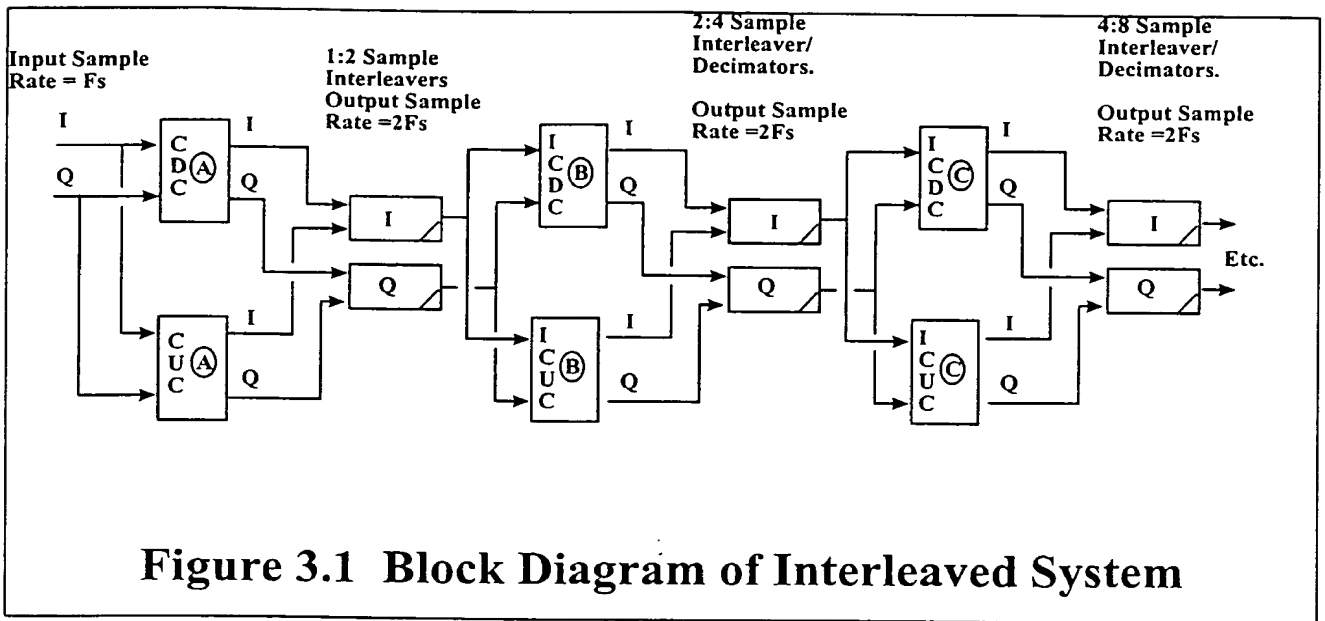 Input Sample
Rate = Fs
1:2 Sample
Interleavers
Output Sample
Rate =2Fs
2:4 Sample
Interleaver/
Decimators.
Output Sample
Rate =2Fs
4:8 Sample
Interleaver/
Decimators.
Output Sample
Rate =2Fs
I
Q
C
D
C
A
I
Q
C
U
C
A
I
Q
I
Q
I
C
D
C
B
I
Q
I
C
U
C
B
I
Q
I
Q
I
C
D
C
C
I
Q
I
C
U
C
C
I
Q
I
Q
Etc.
Figure 3.1 Block Diagram of Interleaved System